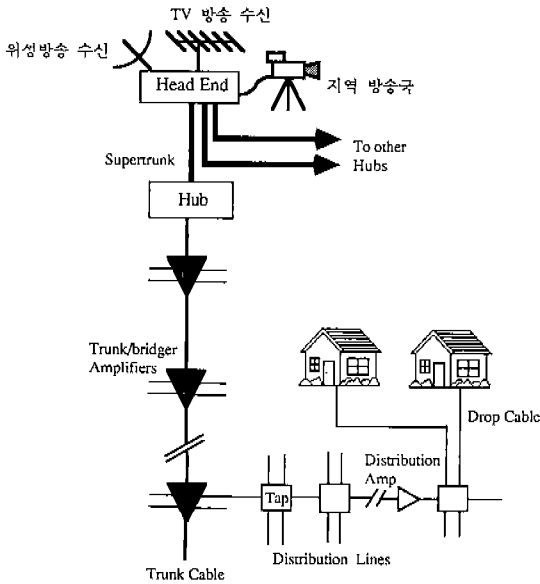 TV 방송 수신
위성방송 수신
Head End
지역 방송국
To other
Hubs
Supertrunk
Hub
Trunk/bridger
Amplifiers
Drop Cable
Distribution
Amp
Tap
Distribution Lines
Trunk Cable